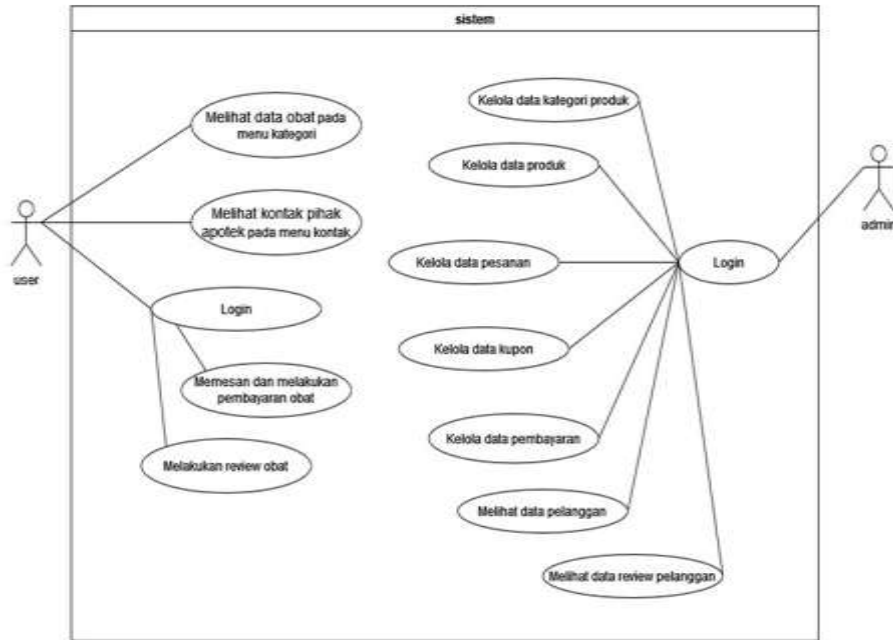 sistem
Melihat data obat pada
menu kategori
Melihat kontak pihak
apotek pada menu kontak
user
Login
Memesan dan melakukan
pembayaran obat
Melakukan review obat
Kelola data kategori produk
Kelola data produk
Kelola data pesanan
Kelola data kupon
Kelola data pembayaran
Melihat data pelanggan
Melihat data review pelanggan
Login
admin